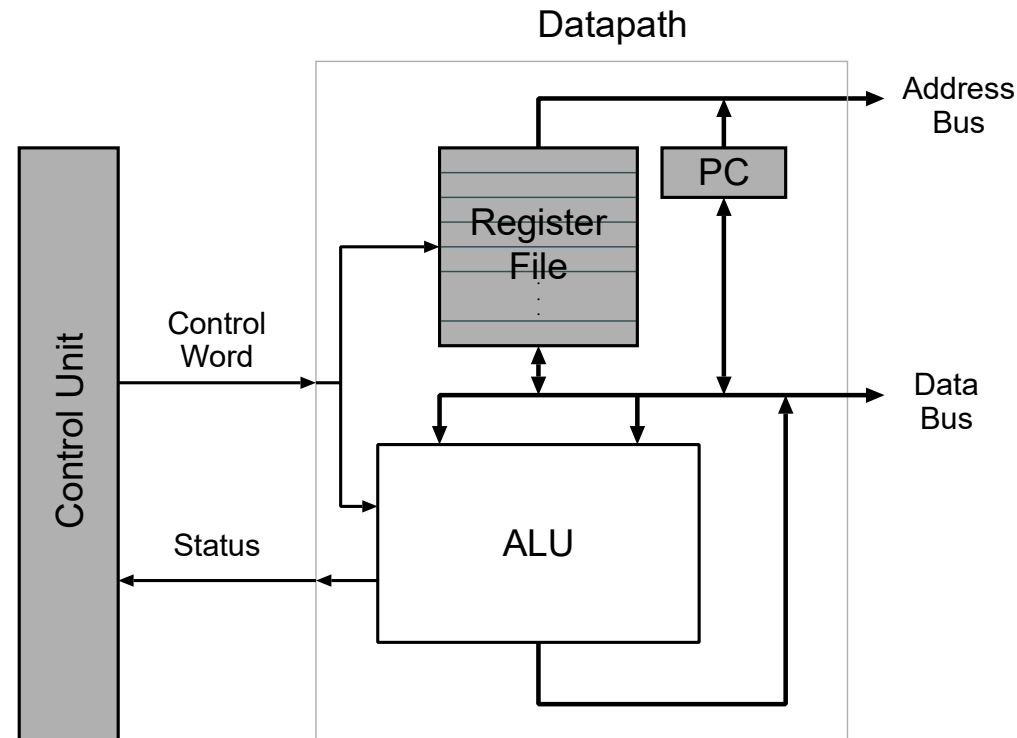 Datapath
Address
Bus
PC
Register
File
Control
Word
Control Unit
Data
Bus
Status
ALU